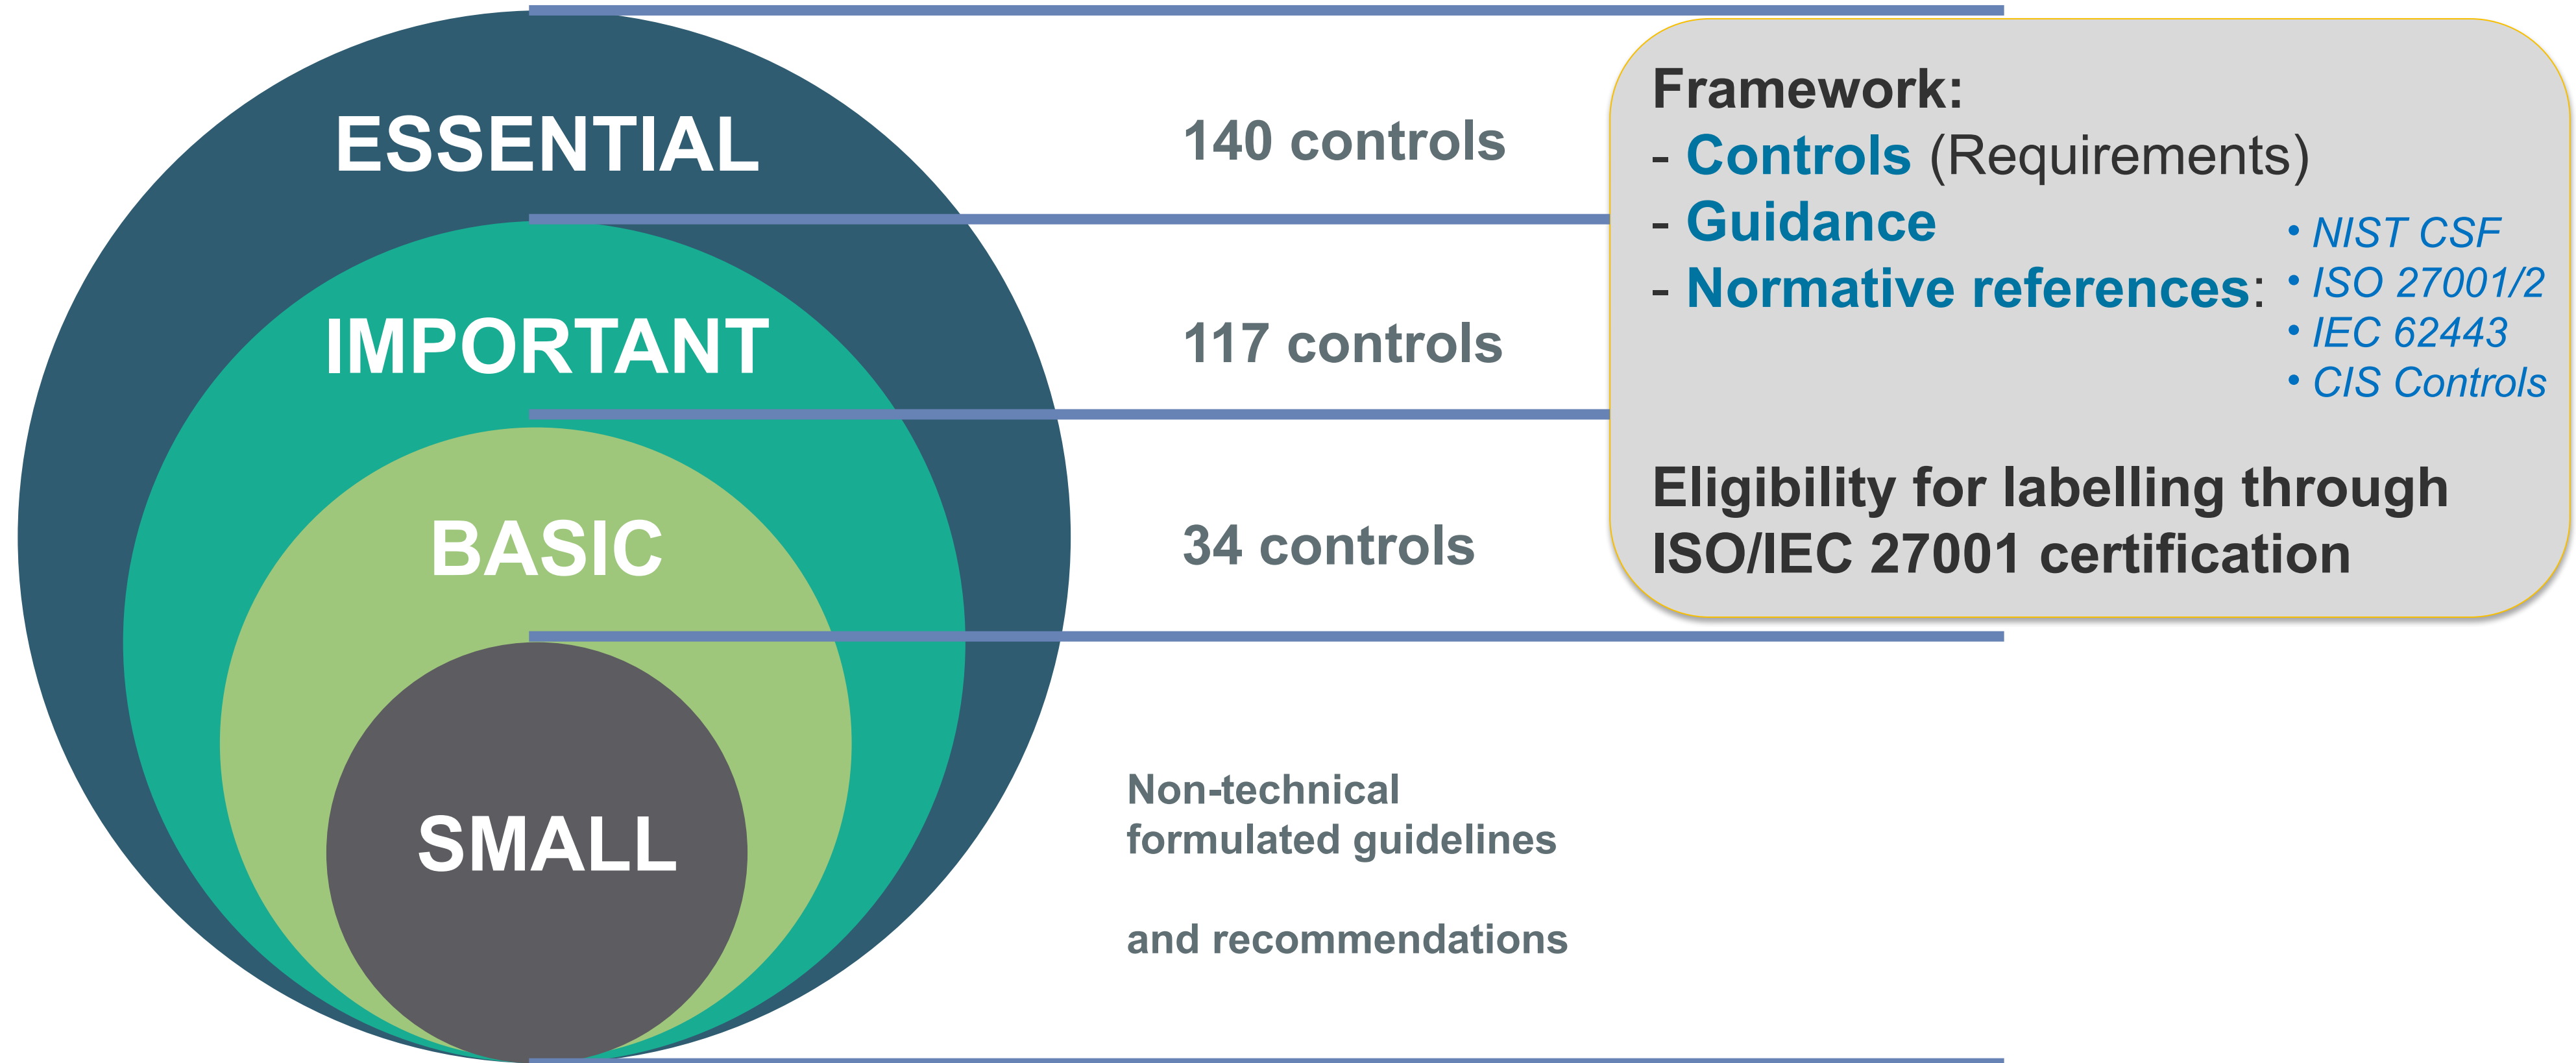 ESSENTIAL
140 controls
IMPORTANT
117 controls
BASIC
34 controls
SMALL
Non-technical
formulated guidelines
and recommendations
Framework:
- Controls (Requirements)
- Guidance
- Normative references:
• NIST CSF
• ISO 27001/2
• IEC 62443
• CIS Controls
Eligibility for labelling through
ISO/IEC 27001 certification